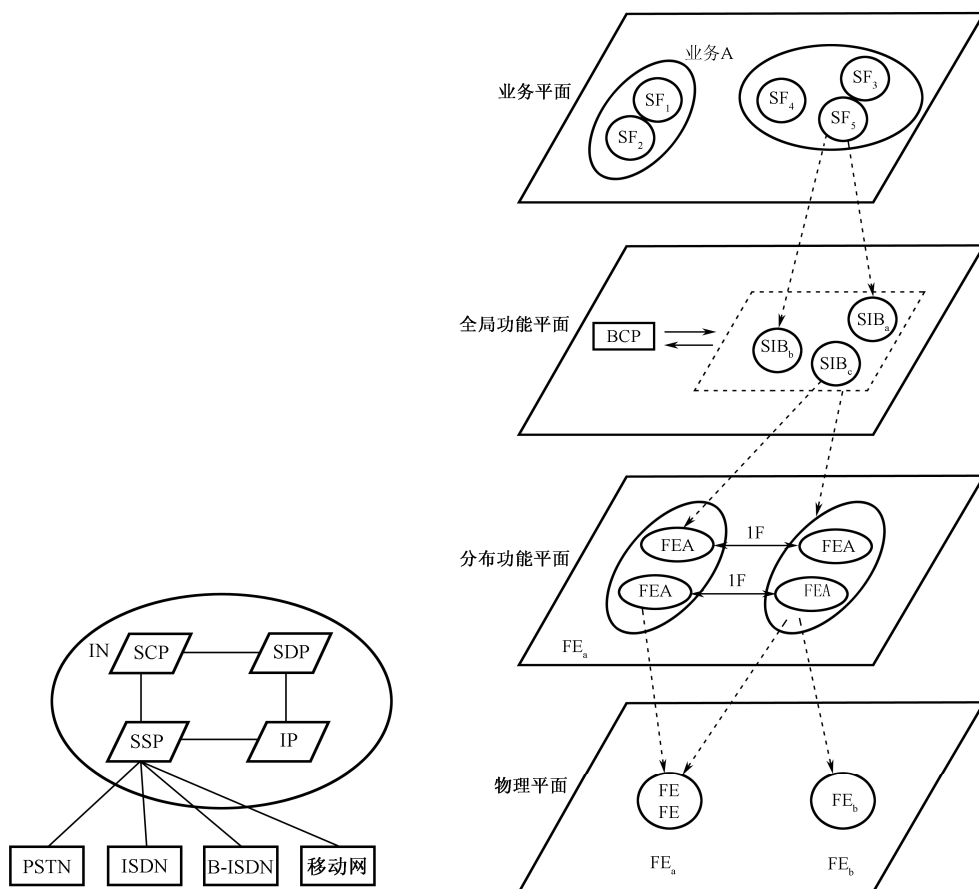 业务A
业务平面
SF1
SF2
SF3
SF4
SF5
全局功能平面
BCP
SIBa
SIBb
SIBc
分布功能平面
FEA
1F
FEA
FEA
1F
FEA
FEa
物理平面
FE
FE
FEb
FEa
FEb
IN
SCP
SDP
SSP
IP
PSTN
ISDN
B-ISDN
移动网